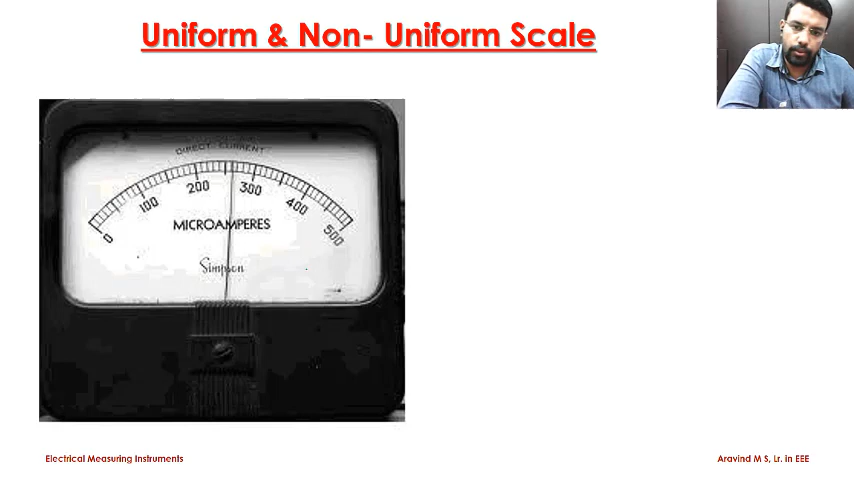 Uniform & Non- Uniform Scale
DIRECT CURRENT
0 100 200 300 400 500
MICROAMPERES
Simpson
Electrical Measuring Instruments
Aravind M S, Lr. in EEE